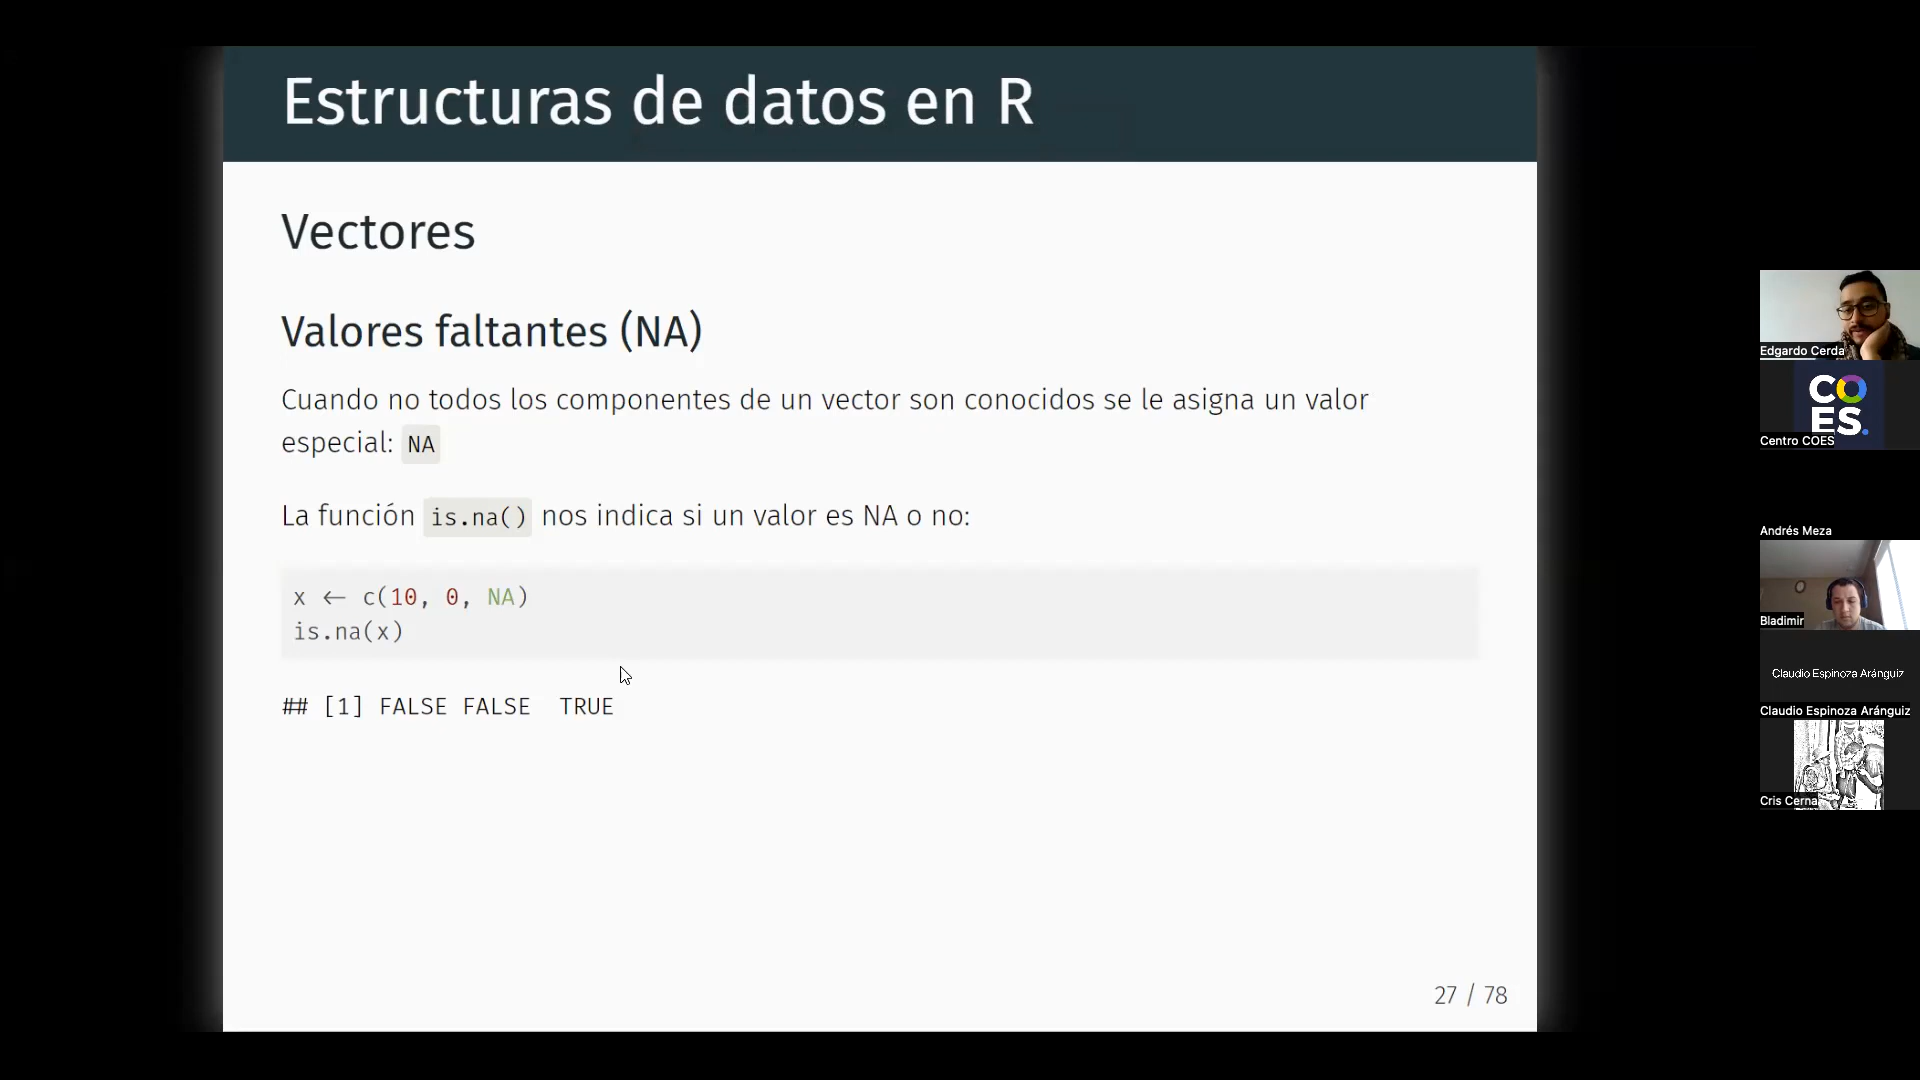 Estructuras de datos en R
Vectores
Valores faltantes (NA)
Cuando no todos los componentes de un vector son conocidos se le asigna un valor
especial: NA
La función is.na() nos indica si un valor es NA o no:
x ← c(10, 0, NA)
is.na(x)
## [1] FALSE FALSE  TRUE
27 / 78
Edgardo Cerda
CO
ES.
Centro COES
Andrés Meza
Bladimir
Claudio Espinoza Aránguiz
Claudio Espinoza Aránguiz
Cris Cerna